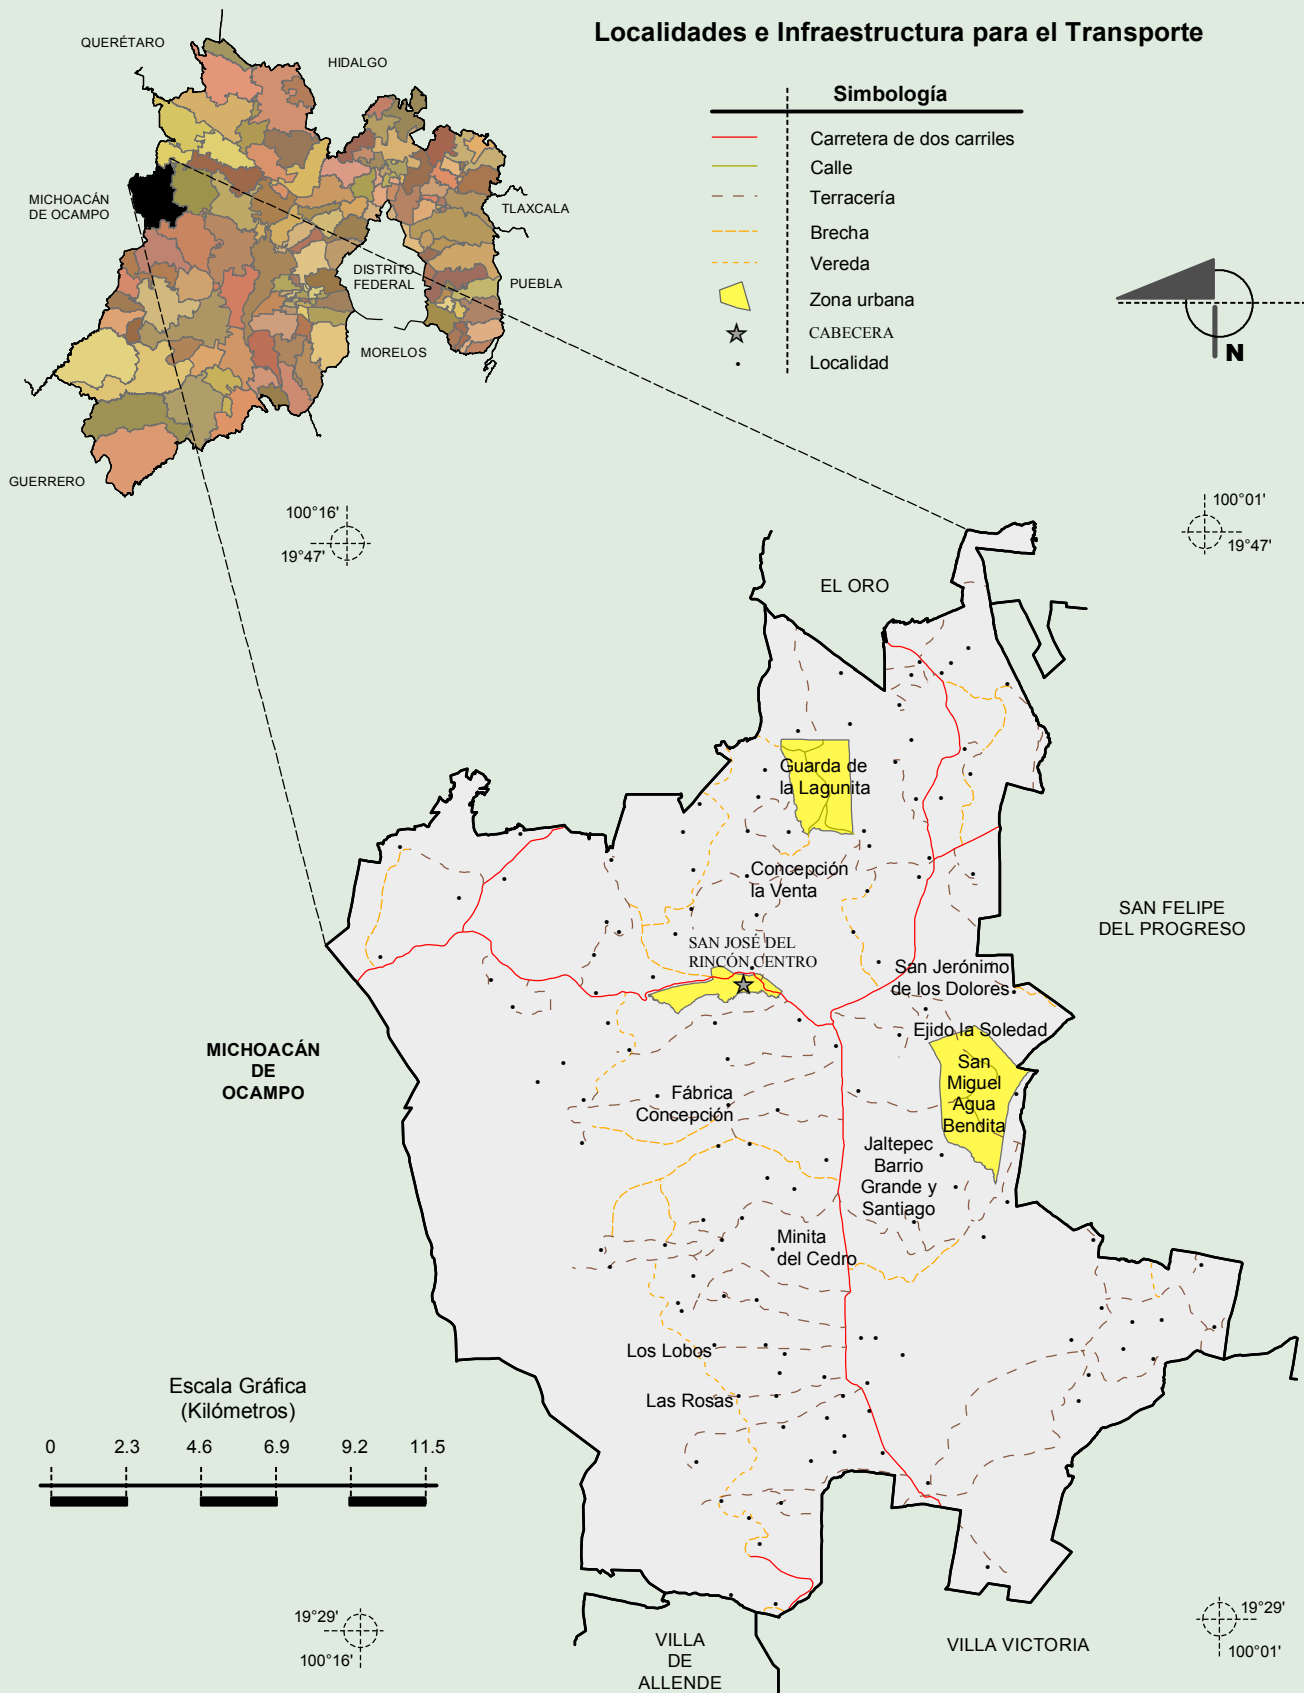 Localidades e Infraestructura para el Transporte
QUERÉTARO
HIDALGO
MICHOACÁN
DE OCAMPO
TLAXCALA
DISTRITO
FEDERAL
PUEBLA
MORELOS
GUERRERO
Simbología
Carretera de dos carriles
Calle
Terracería
Brecha
Vereda
Zona urbana
CABECERA
Localidad
N
100°16'
19°47'
100°01'
19°47'
EL ORO
Guarda de
la Lagunita
Concepción
la Venta
SAN FELIPE
DEL PROGRESO
SAN JOSÉ DEL
RINCÓN CENTRO
San Jerónimo
de los Dolores
Ejido la Soledad
San
Miguel
Agua
Bendita
MICHOACÁN
DE
OCAMPO
Fábrica
Concepción
Jaltepec
Barrio
Grande y
Santiago
Minita
del Cedro
Los Lobos
Las Rosas
Escala Gráfica
(Kilómetros)
0 2.3 4.6 6.9 9.2 11.5
19°29'
100°16'
VILLA
DE
ALLENDE
VILLA VICTORIA
19°29'
100°01'